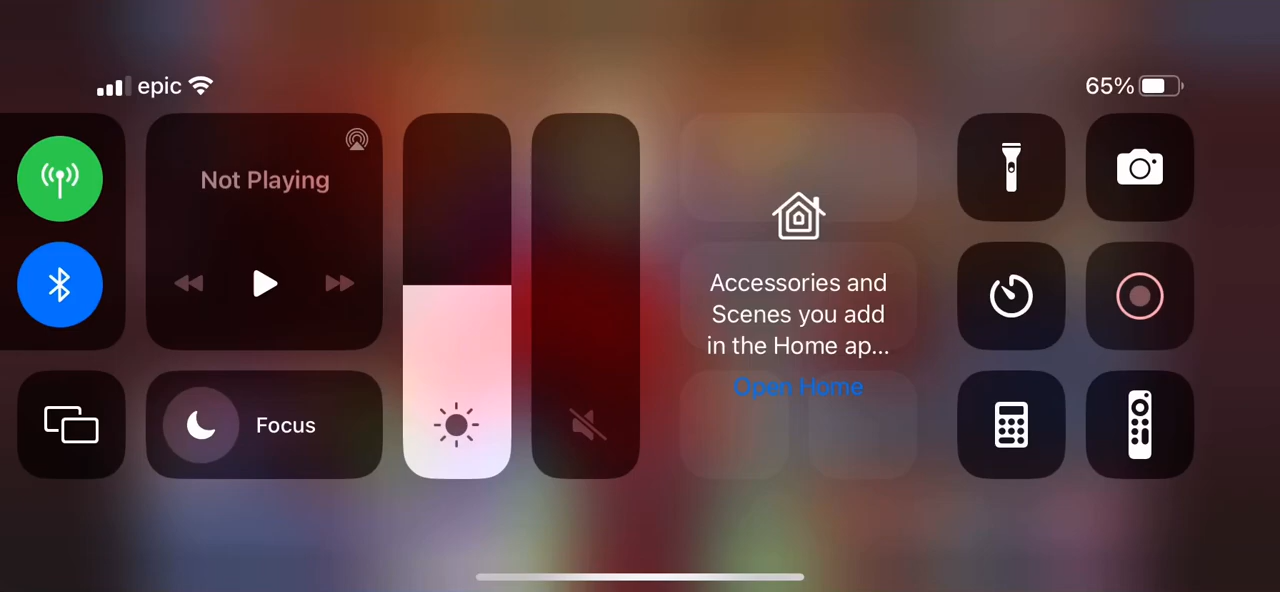 epic
65%
Not Playing
Accessories and
Scenes you add
in the Home ap...
Open Home
Focus